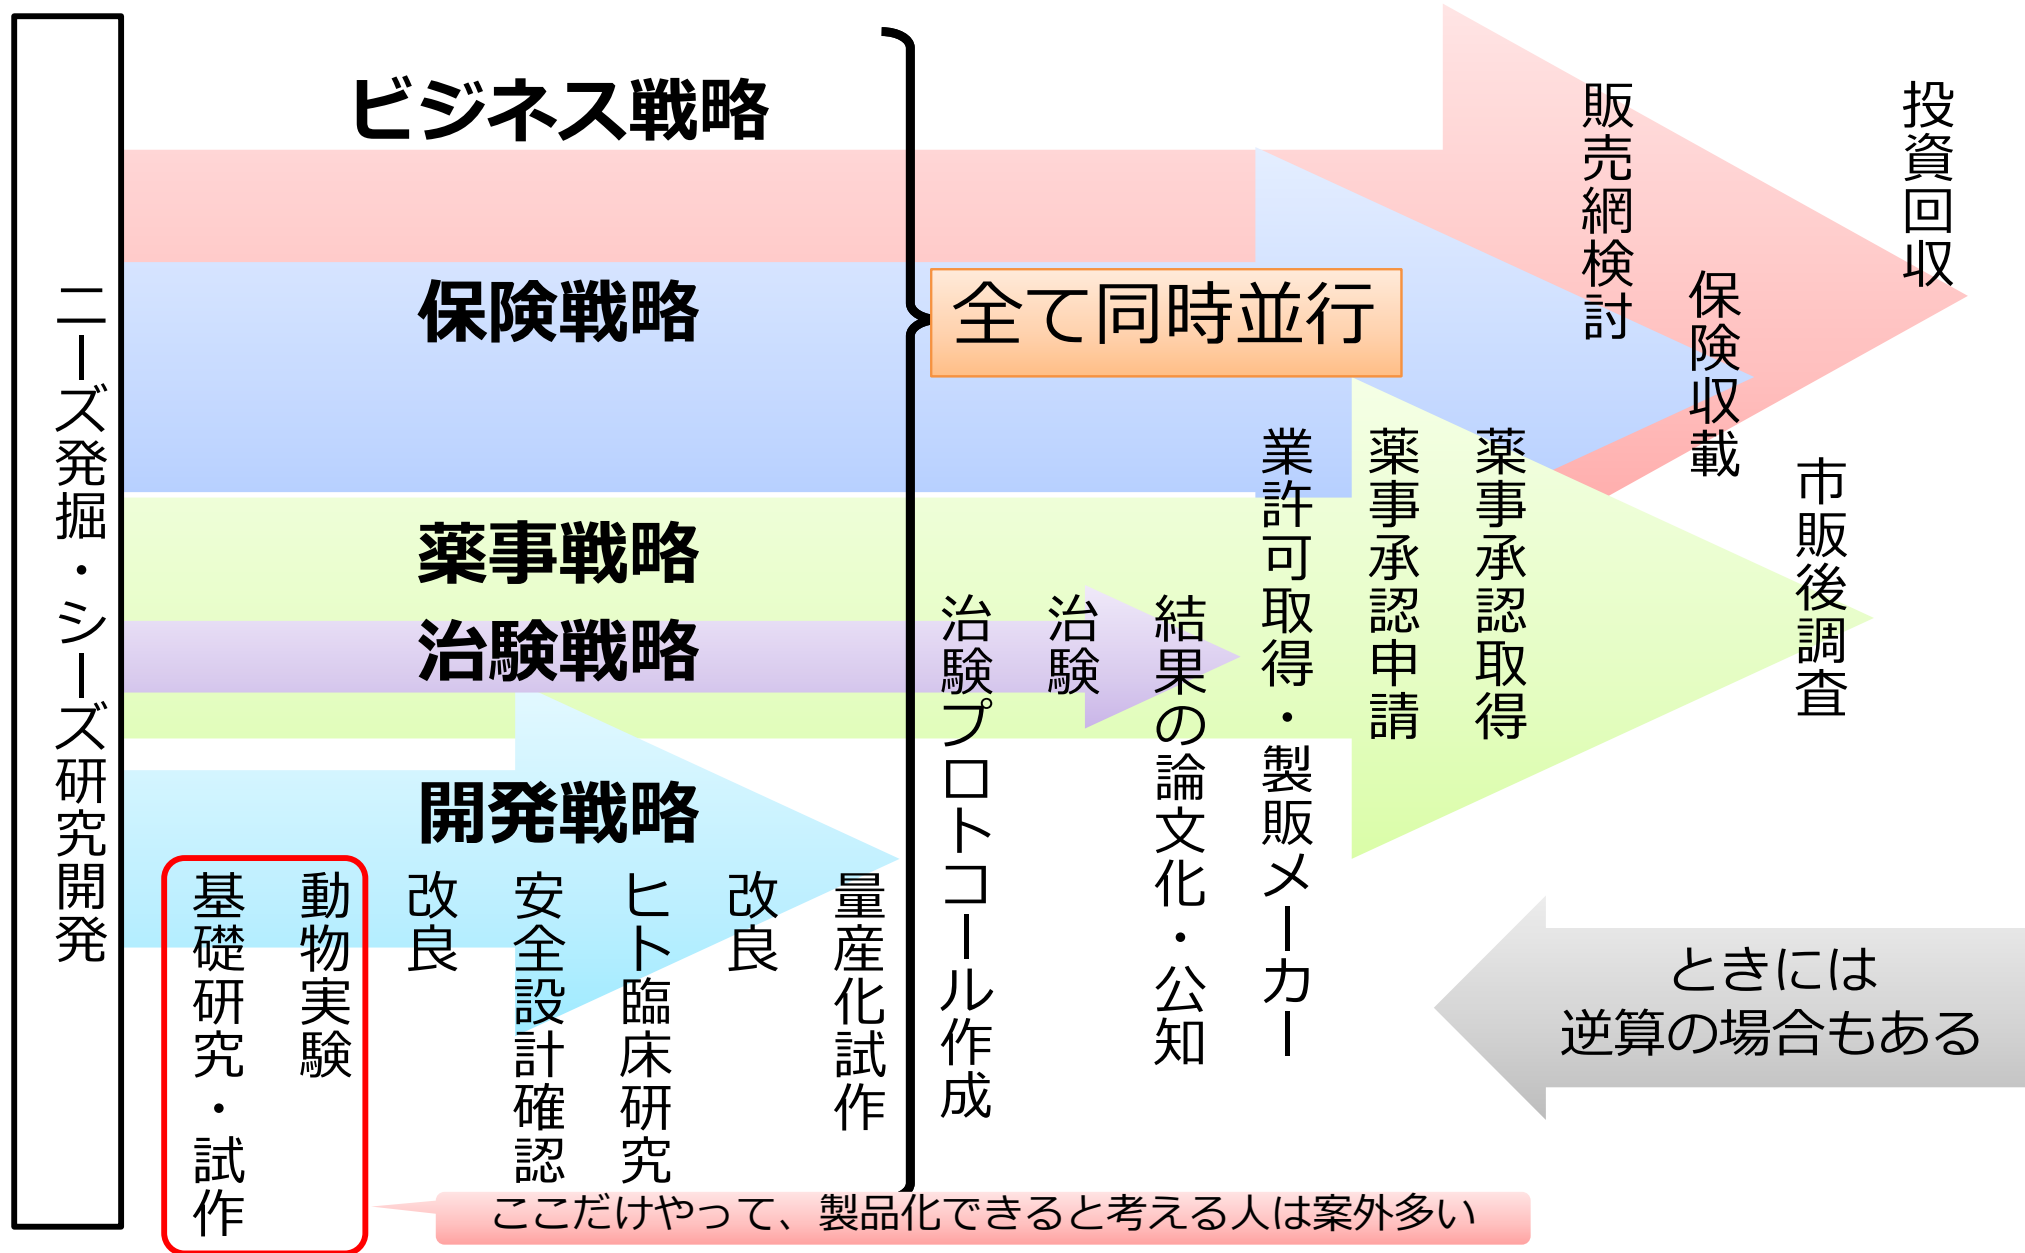 ニーズ発掘・シーズ研究開発
ビジネス戦略
保険戦略
薬事戦略
治験戦略
開発戦略
全て同時並行
基礎研究・試作
動物実験
改良
安全設計確認
ヒト臨床研究
改良
量産化試作
治験プロトコール作成
治験
結果の論文化・公知
業許可取得・製販メーカー
薬事承認申請
薬事承認取得
販売網検討
保険収載
市販後調査
投資回収
ときには
逆算の場合もある
ここだけやって、製品化できると考える人は案外多い